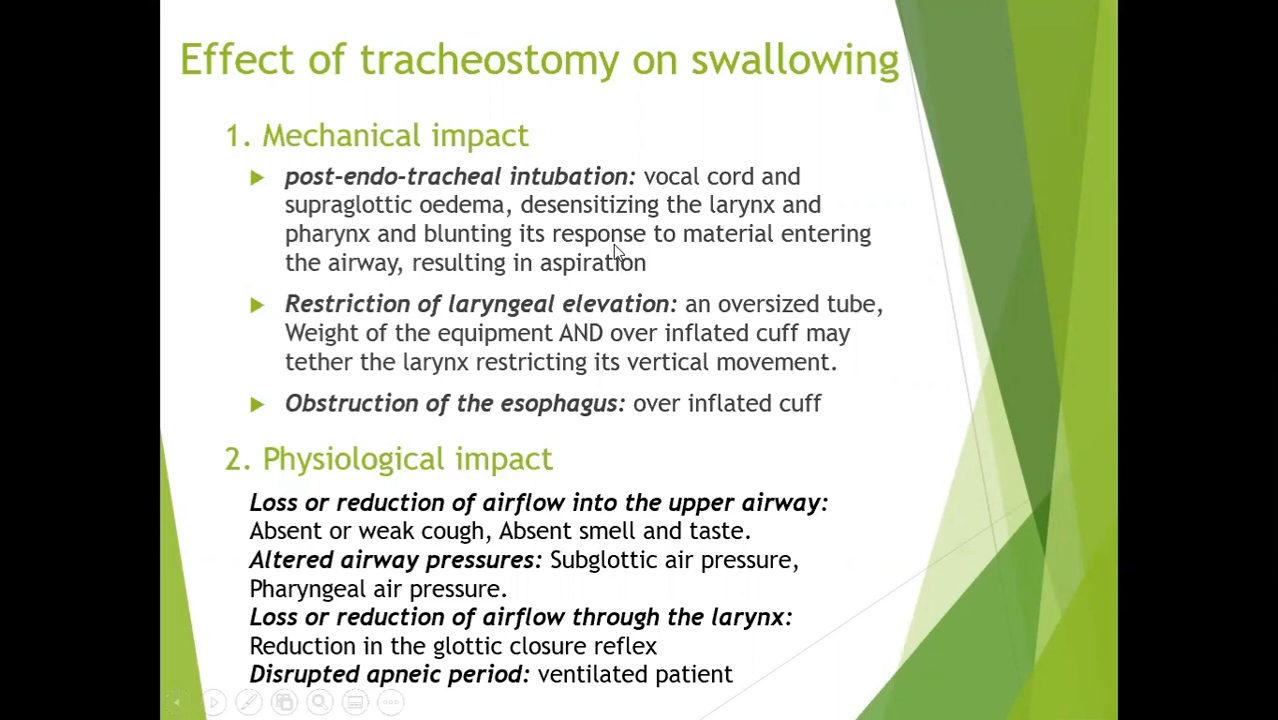 Effect of tracheostomy on swallowing
1. Mechanical impact
post-endo-tracheal intubation: vocal cord and
supraglottic oedema, desensitizing the larynx and
pharynx and blunting its response to material entering
the airway, resulting in aspiration
Restriction of laryngeal elevation: an oversized tube,
Weight of the equipment AND over inflated cuff may
tether the larynx restricting its vertical movement.
Obstruction of the esophagus: over inflated cuff
2. Physiological impact
Loss or reduction of airflow into the upper airway:
Absent or weak cough, Absent smell and taste.
Altered airway pressures: Subglottic air pressure,
Pharyngeal air pressure.
Loss or reduction of airflow through the larynx:
Reduction in the glottic closure reflex
Disrupted apneic period: ventilated patient